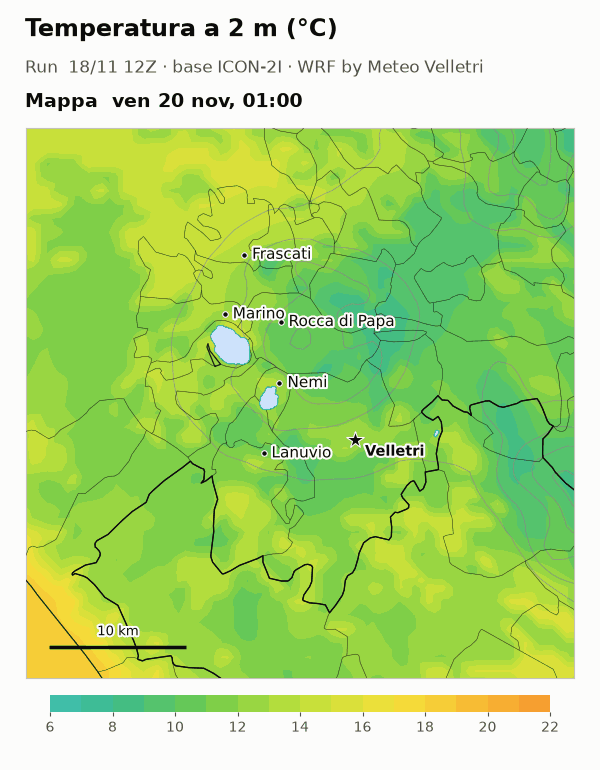 Temperatura a 2 m (°C)
Run  18/11 12Z · base ICON-2I · WRF by Meteo Velletri
Mappa  ven 20 nov, 01:00
Frascati
Marino
Rocca di Papa
Nemi
Velletri
Lanuvio
10 km
6 8 10 12 14 16 18 20 22